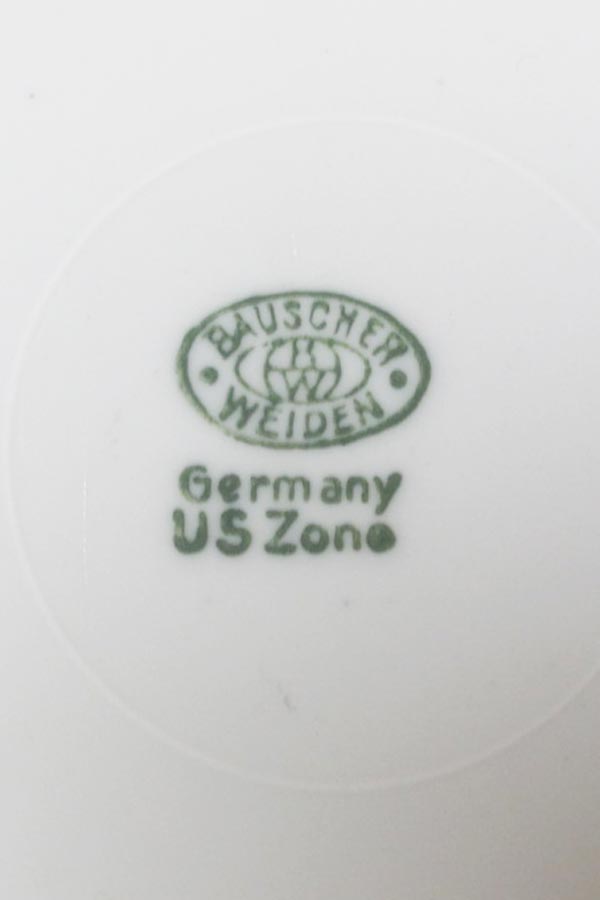 BAUSCHER
BW
WEIDEN
Germany
US Zone